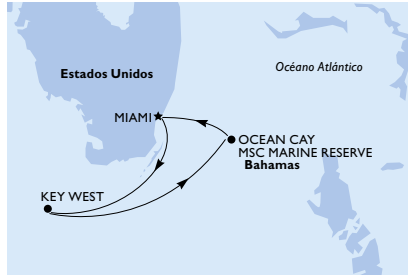 Estados Unidos
Océano Atlántico
MIAMI
OCEAN CAY
MSC MARINE RESERVE
Bahamas
KEY WEST